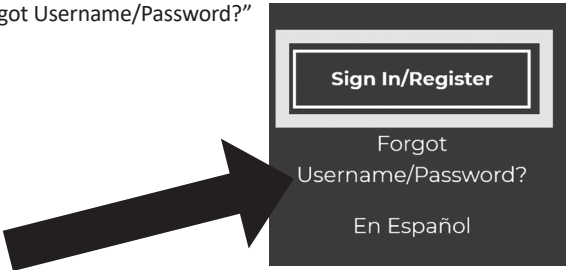 got Username/Password?”
Sign In/Register
Forgot
Username/Password?
En Español